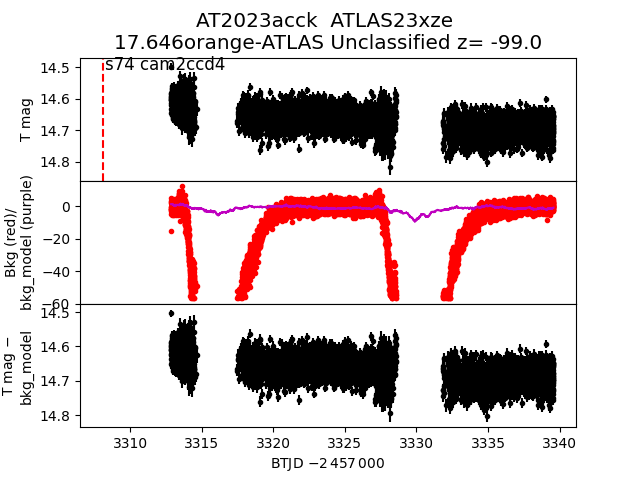 AT2023acck  ATLAS23xze
17.646orange-ATLAS Unclassified z= -99.0
s74 cam2ccd4
14.5
14.6
14.7
14.8
T mag
0
−20
−40
−60
Bkg (red)/
bkg_model (purple)
14.5
14.6
14.7
14.8
T mag −
bkg_model
3310 3315 3320 3325 3330 3335 3340
BTJD −2 457 000